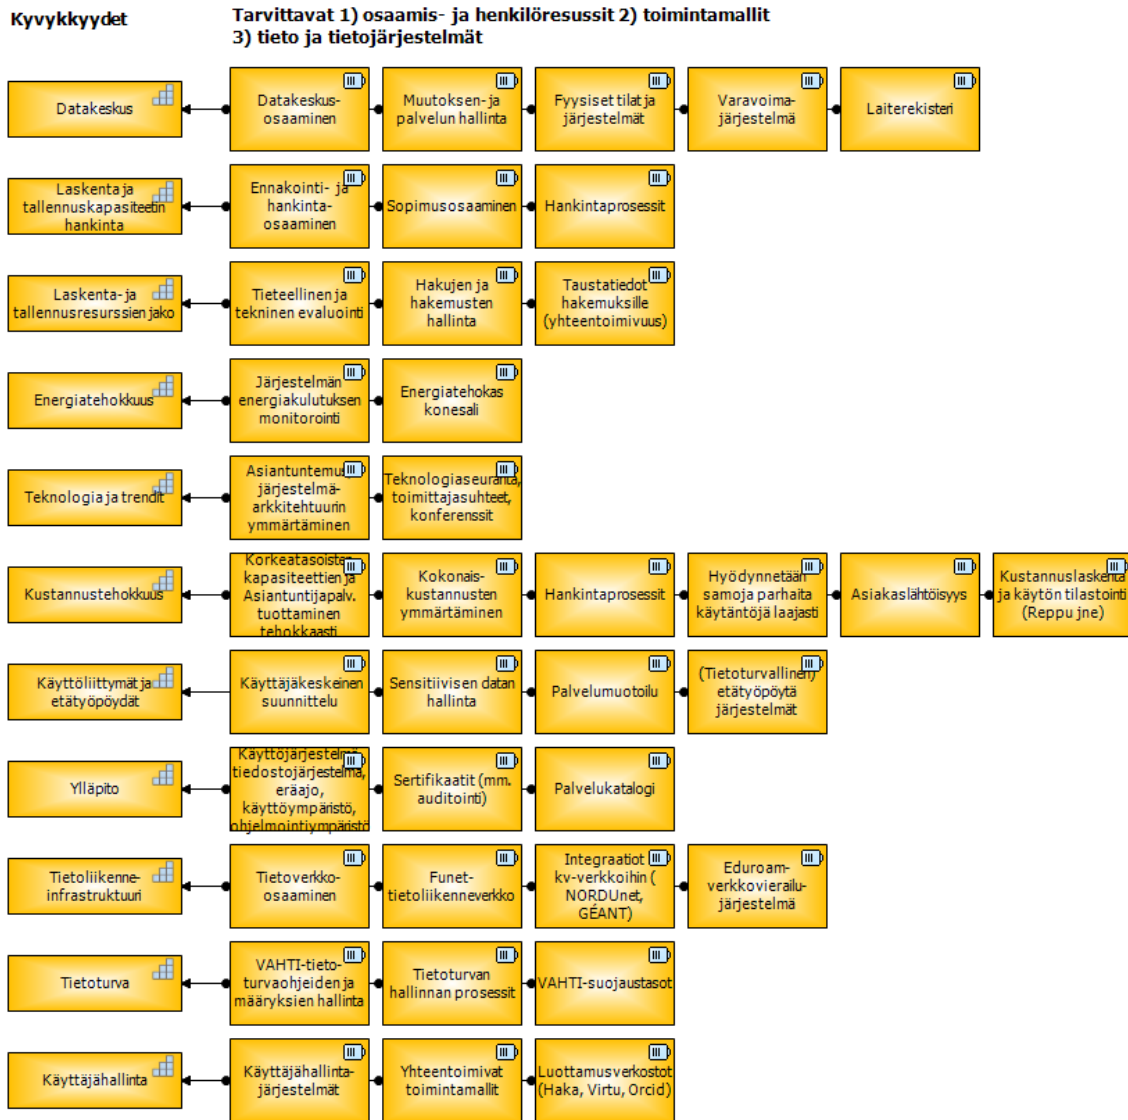 Kyvykkyydet
Tarvittavat 1) osaamis- ja henkilöresussit 2) toimintamallit
3) tieto ja tietojärjestelmät
Datakeskus
Datakeskus-
osaaminen
Muutoksen- ja
palvelun hallinta
Fyysiset tilat ja
järjestelmät
Varavoima-
järjestelmä
Laiterekisteri
Laskenta ja
tallennuskapasiteetin
hankinta
Ennakointi- ja
hankinta-
osaaminen
Sopimusosaaminen
Hankintaprosessit
Laskenta- ja
tallennusresurssien jako
Tieteellinen ja
tekninen evaluointi
Hakujen ja
hakemusten
hallinta
Taustatiedot
hakemuksille
(yhteentoimivuus)
Energiatehokkuus
Järjestelmän
energiakulutuksen
monitorointi
Energiatehokas
konesali
Teknologia ja trendit
Asiantuntemus,
järjestelmä-
arkkitehtuurin
ymmärtäminen
Teknologiaseuranta,
toimittajasuhteet,
konferenssit
Kustannustehokkuus
Korkeatasoisten
kapasiteettien ja
Asiantuntijapalv.
tuottaminen
tehokkaasti
Kokonais-
kustannusten
ymmärtäminen
Hankintaprosessit
Hyödynnetään
samoja parhaita
käytäntöjä laajasti
Asiakaslähtöisyys
Kustannuslaskenta
ja käytön tilastointi
(Reppu jne)
Käyttöliittymät ja
etätyöpöydät
Käyttäjäkeskeinen
suunnittelu
Sensitiivisen datan
hallinta
Palvelumuotoilu
(Tietoturvallinen)
etätyöpöytä
järjestelmät
Ylläpito
Käyttöjärjestelmä,
tiedostojärjestelmä,
eräajo,
käyttöympäristö,
ohjelmointiympäristö
Sertifikaatit (mm.
auditointi)
Palvelukatalogi
Tietoliikenne-
infrastruktuuri
Tietoverkko-
osaaminen
Funet-
tietoliikenneverkko
Integraatiot
kv-verkkoihin (
NORDUnet,
GÉANT)
Eduroam-
verkkovierailu-
järjestelmä
Tietoturva
VAHTI-tieto-
turvaohjeiden ja
määryksien hallinta
Tietoturvan
hallinnan prosessit
VAHTI-suojaustasot
Käyttäjähallinta
Käyttäjähallinta-
järjestelmät
Yhteentoimivat
toimintamallit
Luottamusverkostot
(Haka, Virtu, Orcid)